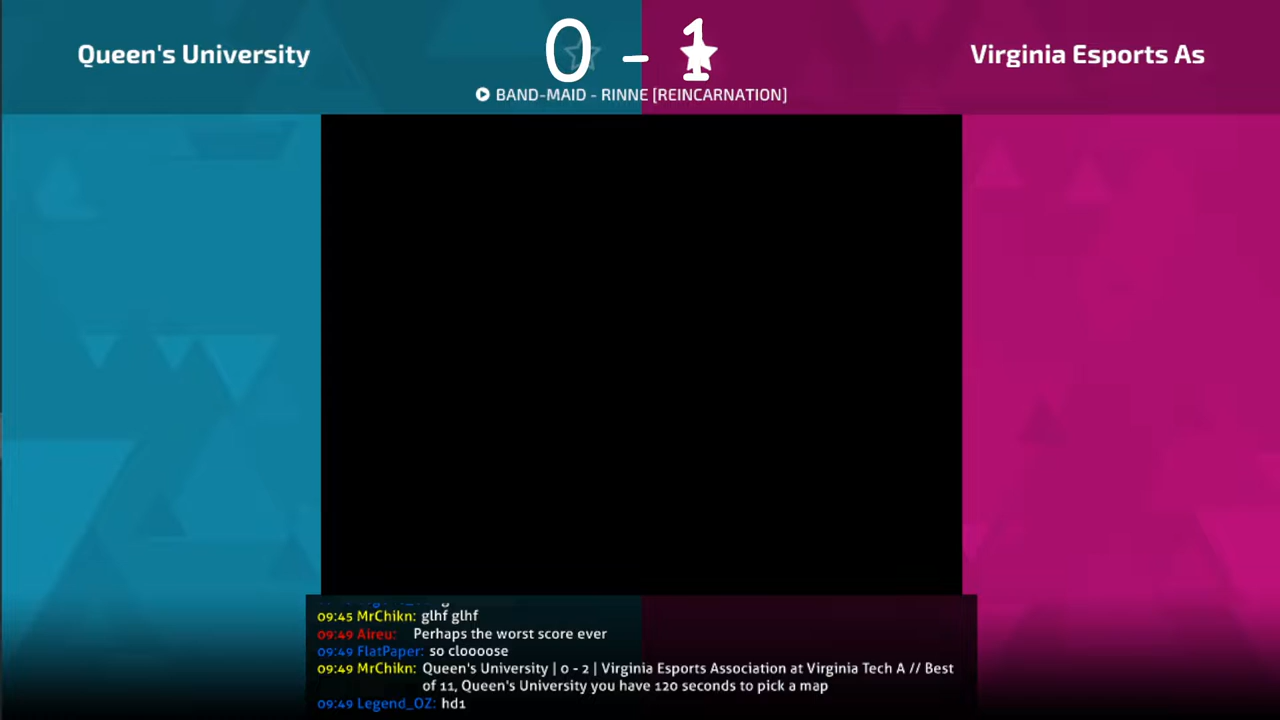 Queen's University
0 - 1
Virginia Esports As
BAND-MAID - RINNE [REINCARNATION]
09:45 MrChikn: glhf glhf
09:49 Aireu: Perhaps the worst score ever
09:49 FlatPaper: so cloooose
09:49 MrChikn: Queen's University | 0 - 2 | Virginia Esports Association at Virginia Tech A // Best
of 11, Queen's University you have 120 seconds to pick a map
09:49 Legend_OZ: hd1